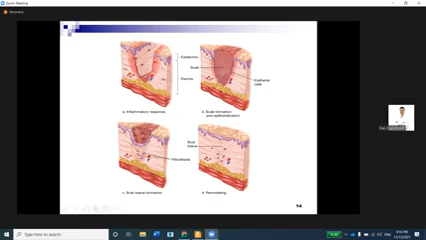 Zoom Meeting
Recording
Epidermis
Scab
Dermis
Epithelial
cells
a. Inflammatory response
b. Scab formation
and epithelialization
Scar
tissue
Fibroblasts
c. Scar tissue formation
d. Remodeling
14
Type here to search